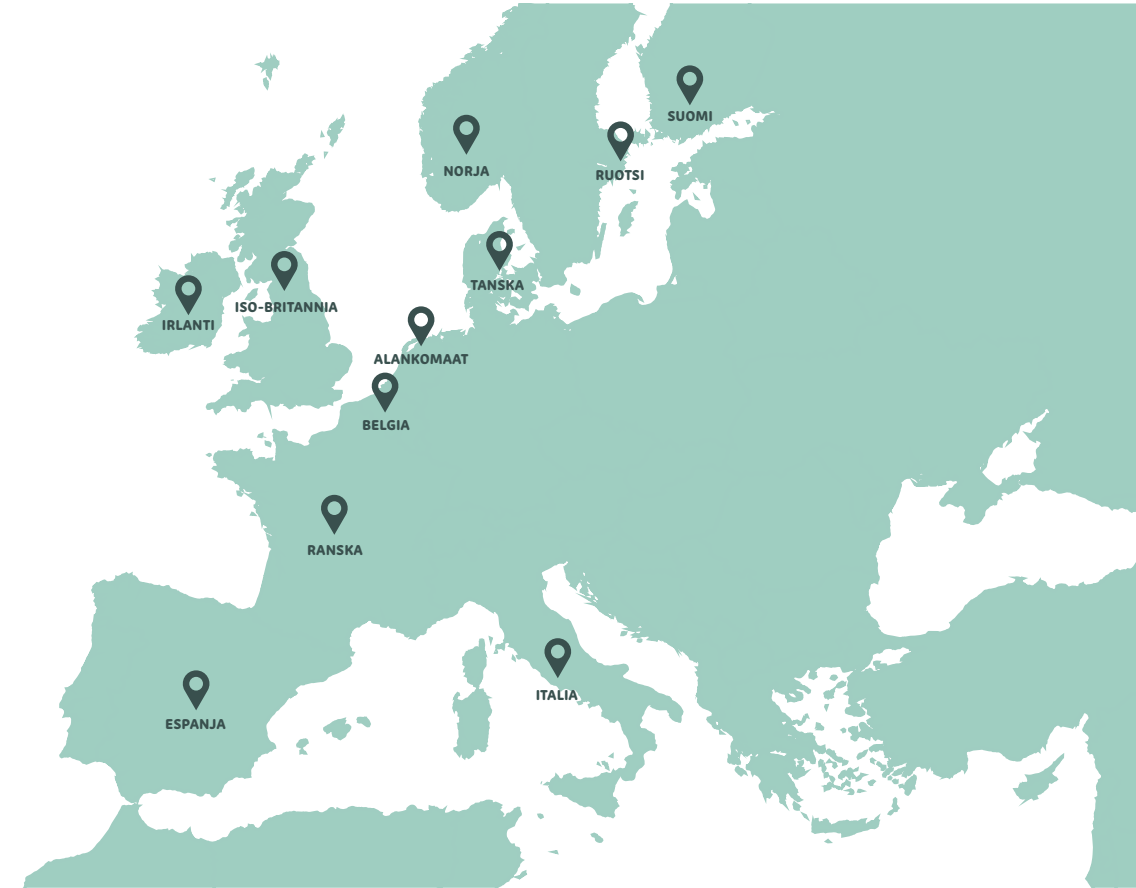 SUOMI
NORJA
RUOTSI
TANSKA
ISO-BRITANNIA
IRLANTI
ALANKOMAAT
BELGIA
RANSKA
ITALIA
ESPANJA